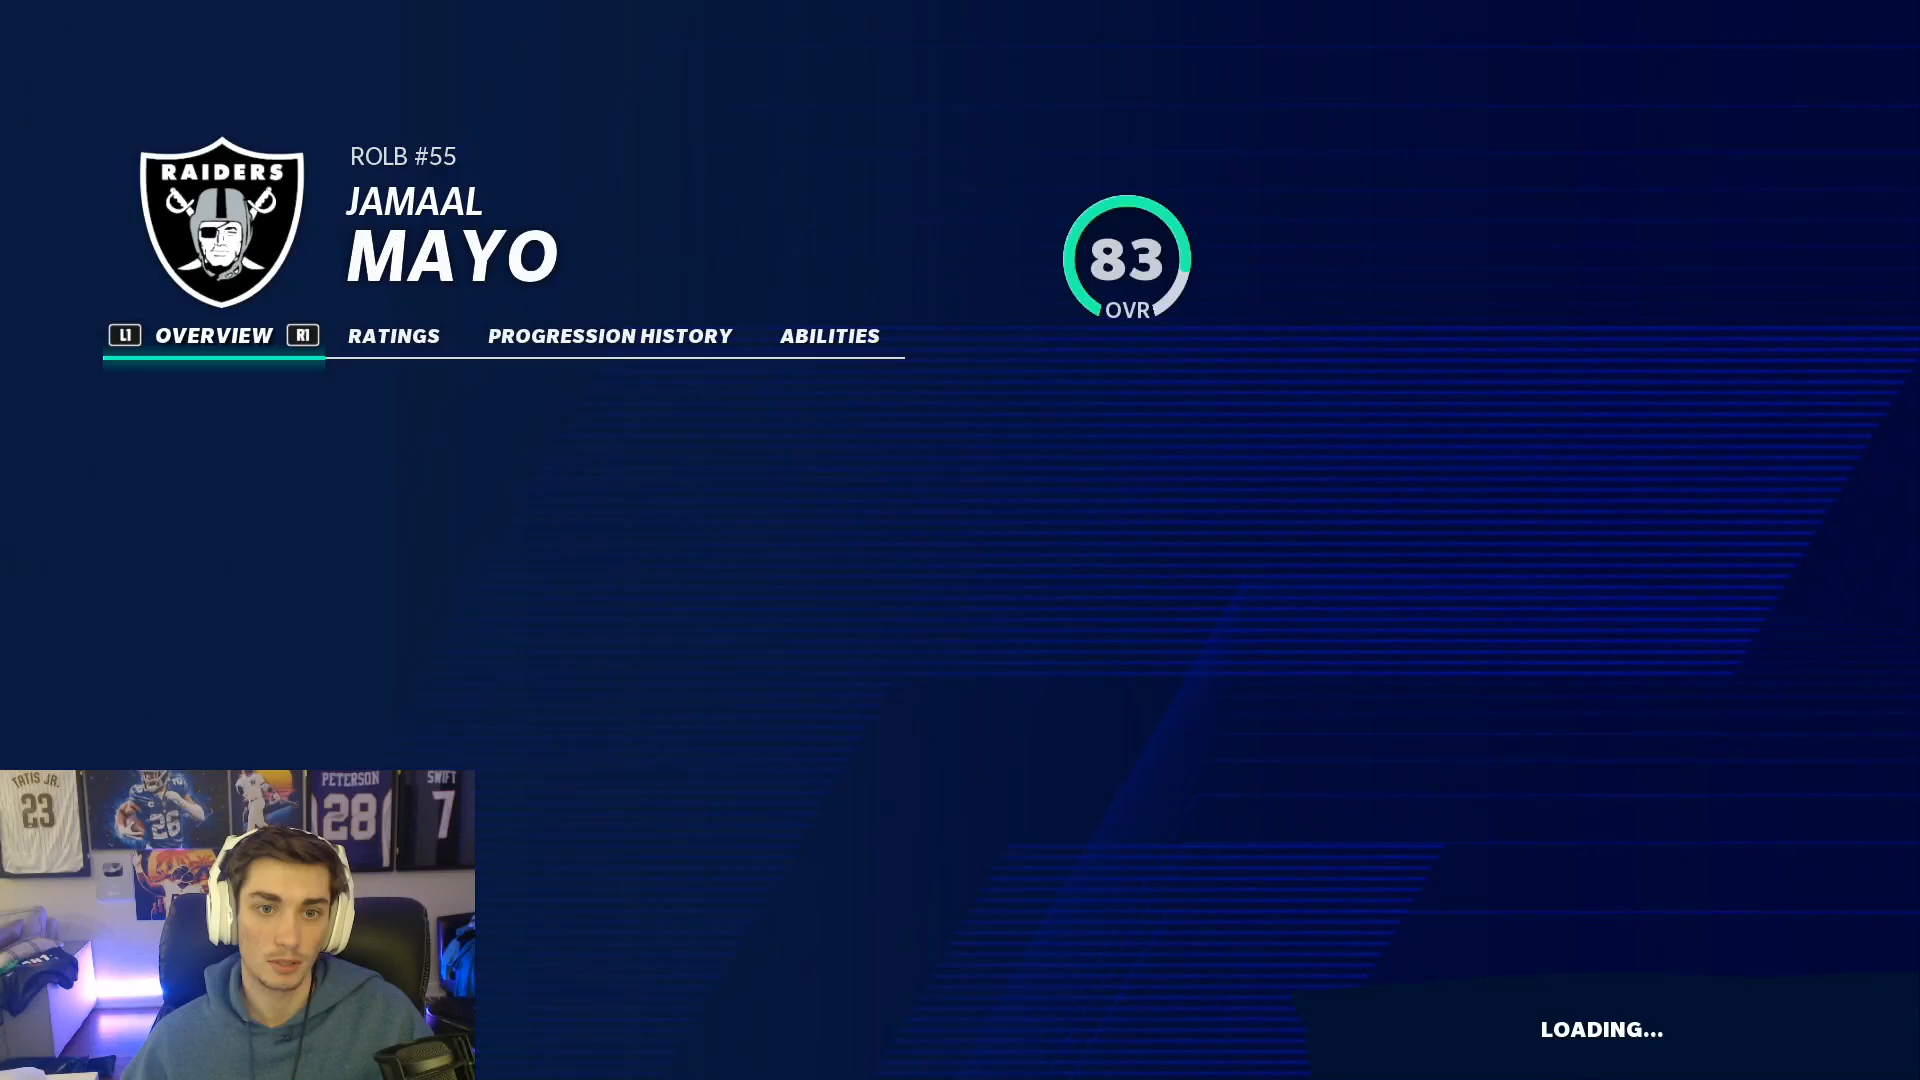 RAIDERS
ROLB #55
JAMAAL
MAYO
83
OVR
L1 OVERVIEW R1 RATINGS PROGRESSION HISTORY ABILITIES
TATIS JR.
23
26
PETERSON
28
SWIFT
7
LOADING...